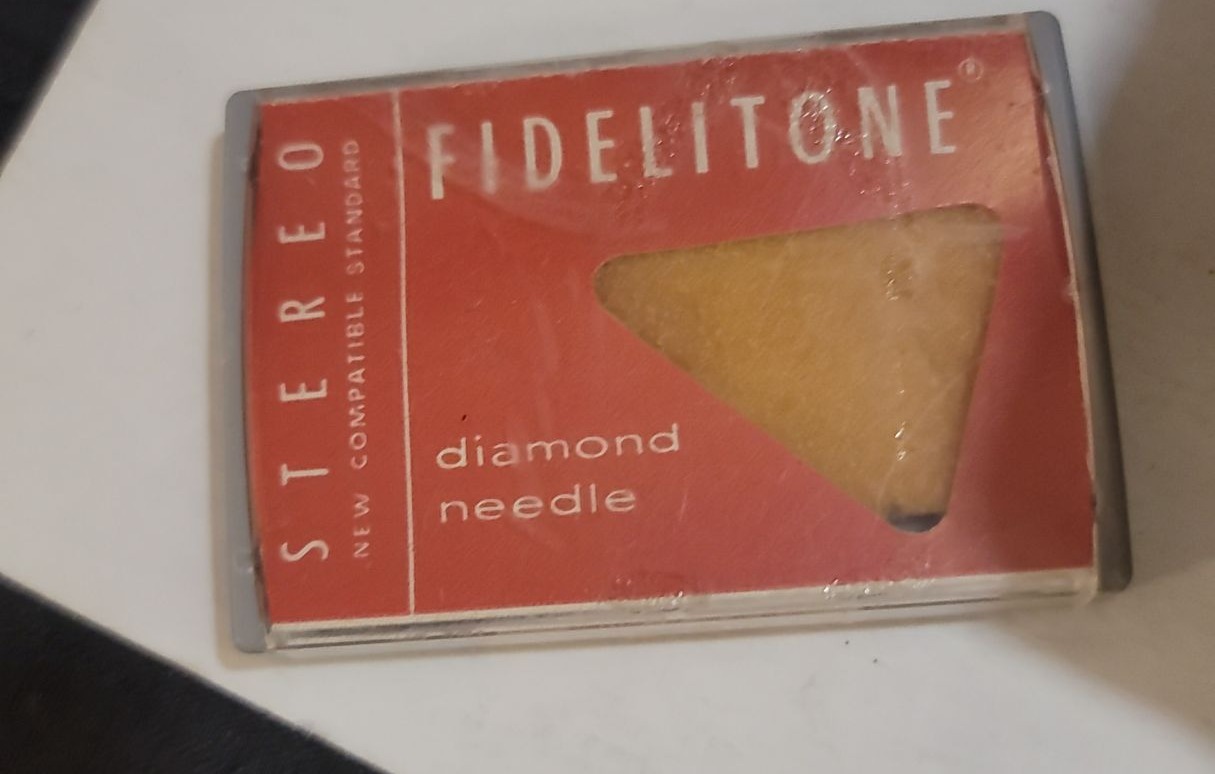 STEREO
NEW COMPATIBLE STANDARD
FIDELITONE®
diamond
needle